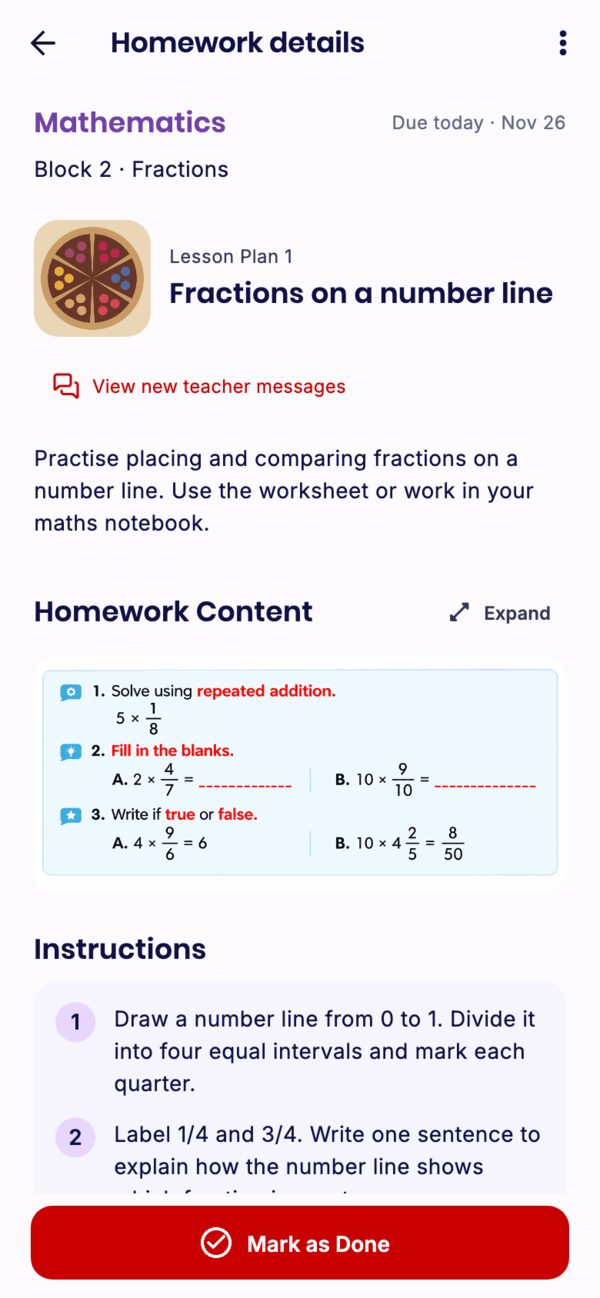 Homework details
Mathematics
Due today · Nov 26
Block 2 · Fractions
Lesson Plan 1
Fractions on a number line
View new teacher messages
Practise placing and comparing fractions on a
number line. Use the worksheet or work in your
maths notebook.
Homework Content
Expand
1. Solve using repeated addition.
5 × 1/8
2. Fill in the blanks.
A. 2 × 4/7 = ____________ B. 10 × 9/10 = ____________
3. Write if true or false.
A. 4 × 9/6 = 6 B. 10 × 4 2/5 = 8/50
Instructions
1 Draw a number line from 0 to 1. Divide it
into four equal intervals and mark each
quarter.
2 Label 1/4 and 3/4. Write one sentence to
explain how the number line shows
Mark as Done